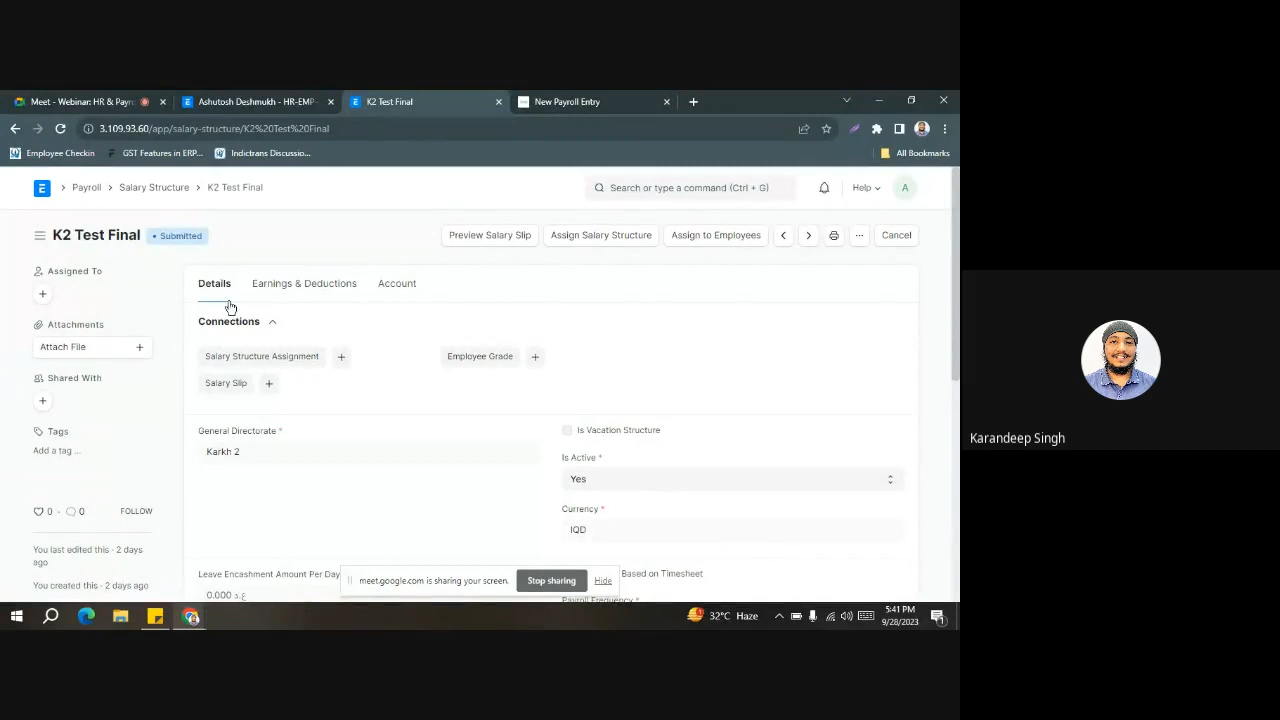 Meet - Webinar: HR & Payr
Ashutosh Deshmukh - HR-EMP-
K2 Test Final
New Payroll Entry
3.109.93.60/app/salary-structure/K2%20Test%20Final
Employee Checkin
GST Features in ERP...
Indictrans Discussio...
All Bookmarks
E
Payroll
Salary Structure
K2 Test Final
Search or type a command (Ctrl + G)
Help
A
K2 Test Final
Submitted
Preview Salary Slip
Assign Salary Structure
Assign to Employees
...
Cancel
Assigned To
+
Attachments
Attach File +
Shared With
+
Tags
Add a tag ...
0 · 0 FOLLOW
You last edited this · 2 days
ago
You created this · 2 days ago
Details
Earnings & Deductions
Account
Connections
Salary Structure Assignment +
Employee Grade +
Salary Slip +
General Directorate *
Karkh 2
Is Vacation Structure
Is Active *
Yes
Currency *
IQD
Leave Encashment Amount Per Day
0.000 د.ع
Based on Timesheet
Payroll Frequency *
meet.google.com is sharing your screen.
Stop sharing
Hide
32°C Haze
5:41 PM
9/28/2023
1
Karandeep Singh